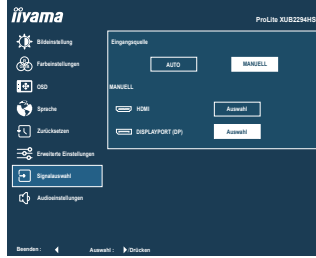 iiyama
ProLite XUB2294HS
Bildeinstellung
Eingangsquelle
Farbeinstellungen
AUTO MANUELL
OSD
MANUELL
Sprache
HDMI Auswahl
Zurücksetzen
DISPLAYPORT (DP) Auswahl
Erweiterte Einstellungen
Signalauswahl
Audioeinstellungen
Beenden : Auswahl : /Drücken